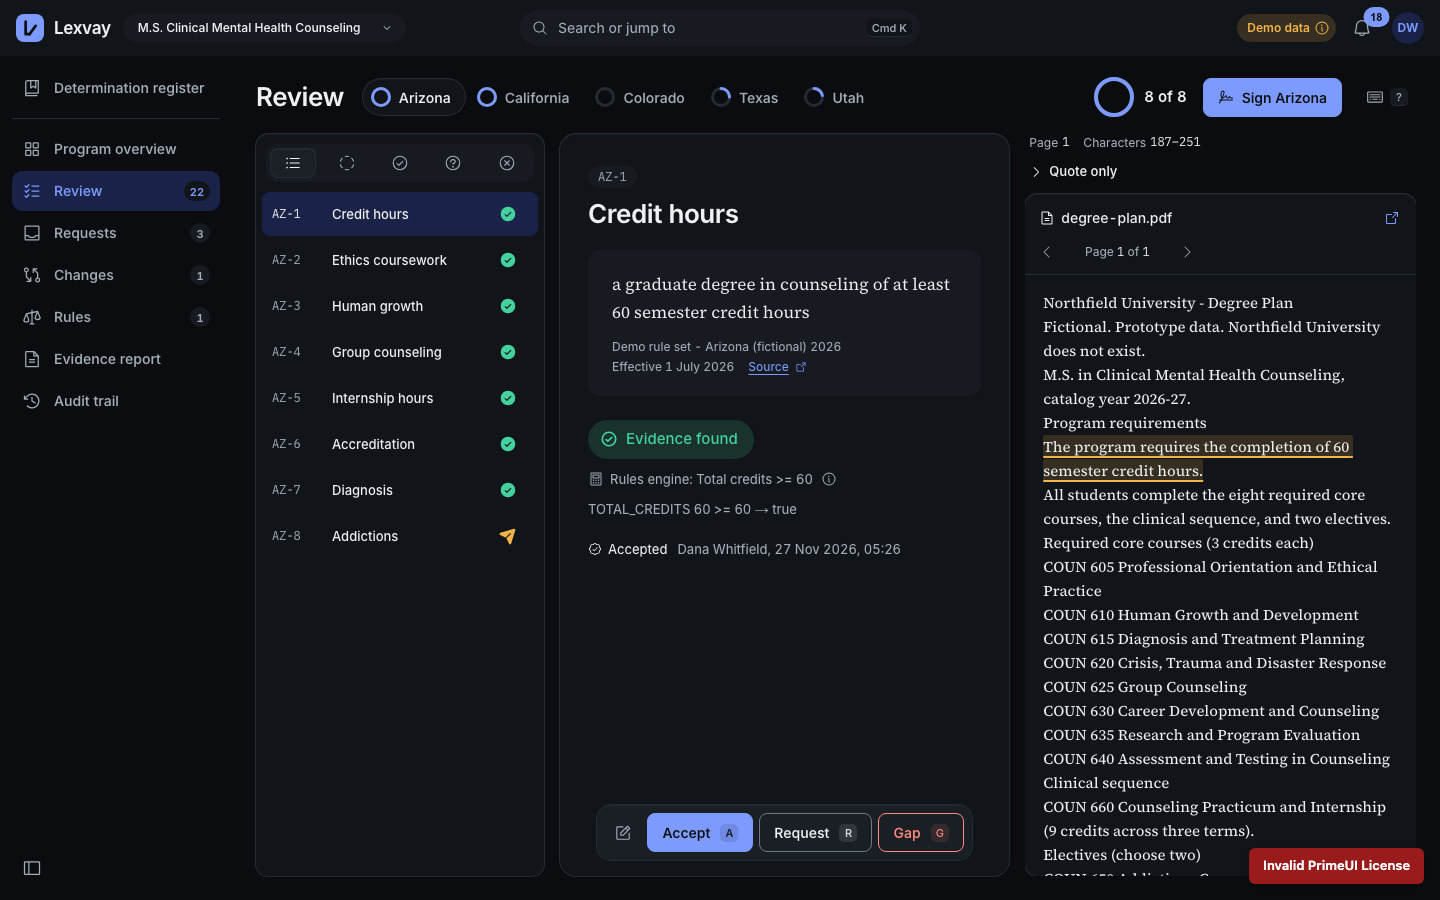 Lexvay
M.S. Clinical Mental Health Counseling
Search or jump to
Cmd K
Demo data
18
DW
Determination register
Program overview
Review
22
Requests
3
Changes
1
Rules
1
Evidence report
Audit trail
Review
Arizona
California
Colorado
Texas
Utah
8 of 8
Sign Arizona
?
AZ-1
Credit hours
AZ-2
Ethics coursework
AZ-3
Human growth
AZ-4
Group counseling
AZ-5
Internship hours
AZ-6
Accreditation
AZ-7
Diagnosis
AZ-8
Addictions
AZ-1
Credit hours
a graduate degree in counseling of at least
60 semester credit hours
Demo rule set - Arizona (fictional) 2026
Effective 1 July 2026 Source
Evidence found
Rules engine: Total credits >= 60
TOTAL_CREDITS 60 >= 60 → true
Accepted Dana Whitfield, 27 Nov 2026, 05:26
Accept A
Request R
Gap G
Page 1 Characters 187–251
Quote only
degree-plan.pdf
Page 1 of 1
Northfield University - Degree Plan
Fictional. Prototype data. Northfield University
does not exist.
M.S. in Clinical Mental Health Counseling,
catalog year 2026-27.
Program requirements
The program requires the completion of 60
semester credit hours.
All students complete the eight required core
courses, the clinical sequence, and two electives.
Required core courses (3 credits each)
COUN 605 Professional Orientation and Ethical
Practice
COUN 610 Human Growth and Development
COUN 615 Diagnosis and Treatment Planning
COUN 620 Crisis, Trauma and Disaster Response
COUN 625 Group Counseling
COUN 630 Career Development and Counseling
COUN 635 Research and Program Evaluation
COUN 640 Assessment and Testing in Counseling
Clinical sequence
COUN 660 Counseling Practicum and Internship
(9 credits across three terms).
Electives (choose two)
Invalid PrimeUI License